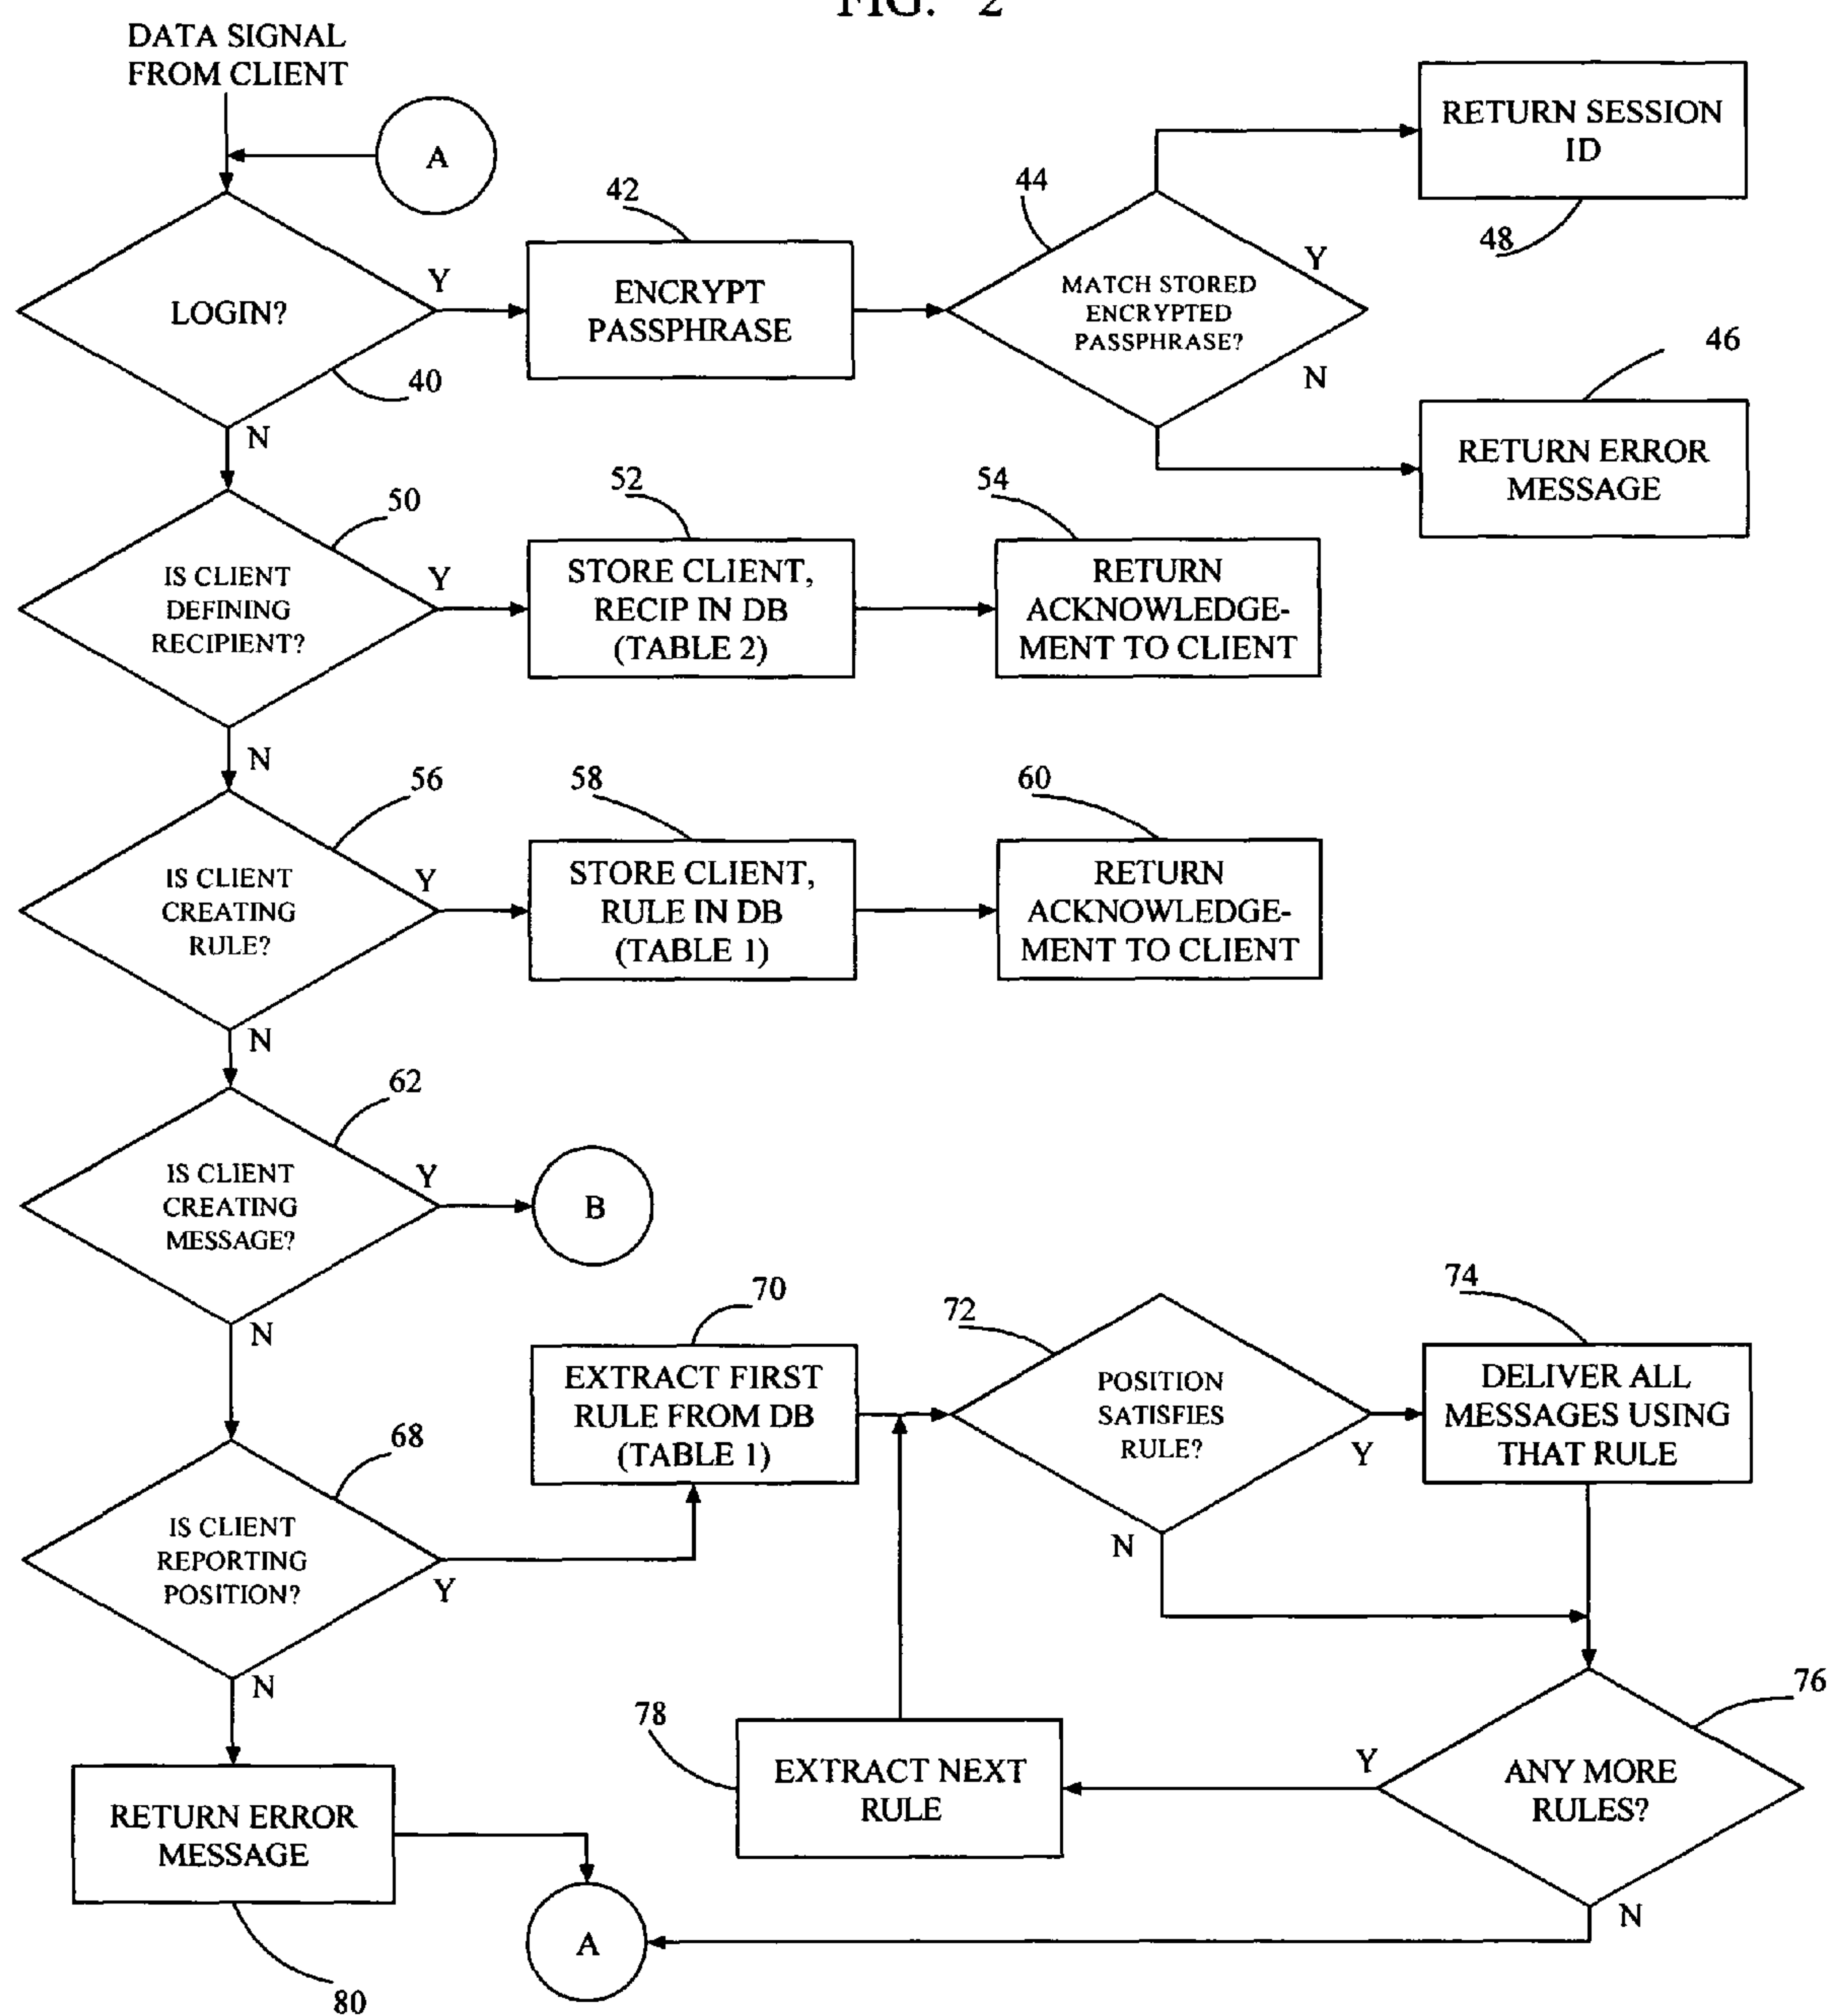 FIG. 2
DATA SIGNAL
FROM CLIENT
A
LOGIN?
40
Y
N
42
ENCRYPT
PASSPHRASE
44
MATCH STORED
ENCRYPTED
PASSPHRASE?
Y
N
RETURN SESSION
ID
48
46
RETURN ERROR
MESSAGE
50
IS CLIENT
DEFINING
RECIPIENT?
Y
N
52
STORE CLIENT,
RECIP IN DB
(TABLE 2)
54
RETURN
ACKNOWLEDGE-
MENT TO CLIENT
56
IS CLIENT
CREATING
RULE?
Y
N
58
STORE CLIENT,
RULE IN DB
(TABLE 1)
60
RETURN
ACKNOWLEDGE-
MENT TO CLIENT
62
IS CLIENT
CREATING
MESSAGE?
Y
N
B
68
IS CLIENT
REPORTING
POSITION?
Y
N
70
EXTRACT FIRST
RULE FROM DB
(TABLE 1)
72
POSITION
SATISFIES
RULE?
Y
N
74
DELIVER ALL
MESSAGES USING
THAT RULE
76
ANY MORE
RULES?
Y
N
78
EXTRACT NEXT
RULE
RETURN ERROR
MESSAGE
80
A